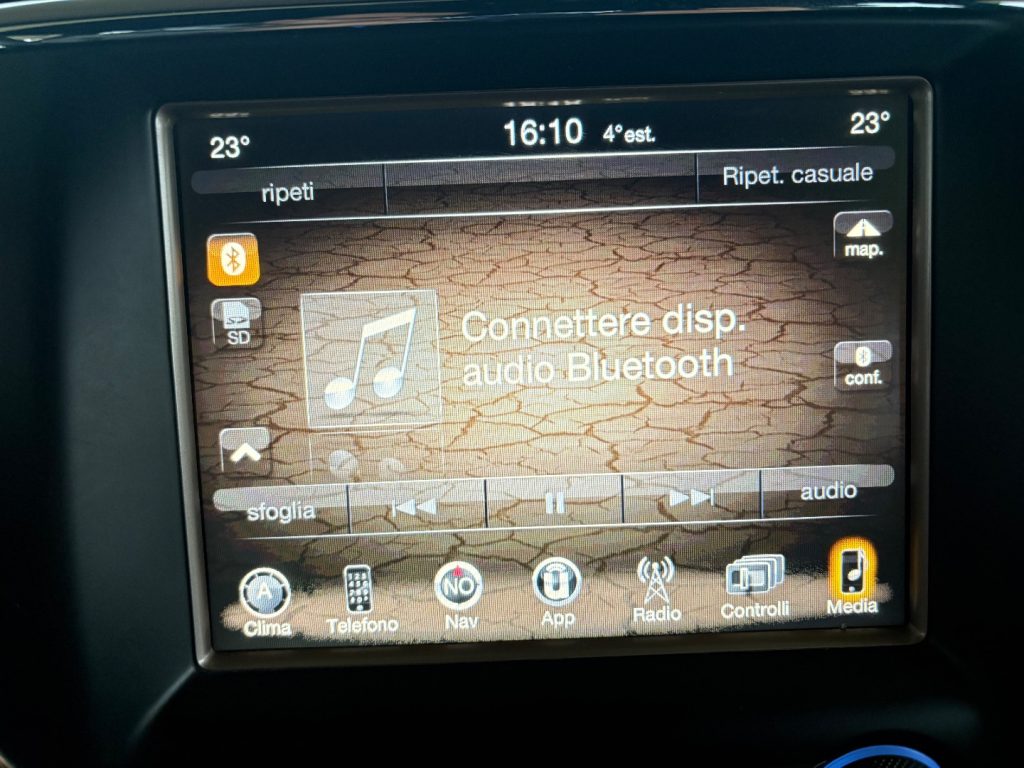 23° 16:10 4°est. 23°
ripeti Ripet. casuale
map.
SD
Connettere disp.
audio Bluetooth
conf.
sfoglia audio
A NO
Clima Telefono Nav App Radio Controlli Media